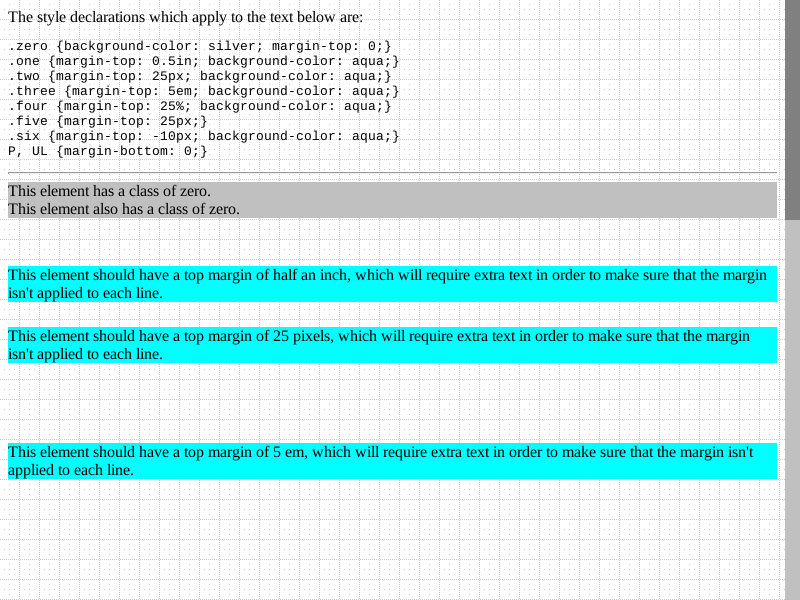 The style declarations which apply to the text below are:
.zero {background-color: silver; margin-top: 0;}
.one {margin-top: 0.5in; background-color: aqua;}
.two {margin-top: 25px; background-color: aqua;}
.three {margin-top: 5em; background-color: aqua;}
.four {margin-top: 25%; background-color: aqua;}
.five {margin-top: 25px;}
.six {margin-top: -10px; background-color: aqua;}
P, UL {margin-bottom: 0;}
This element has a class of zero.
This element also has a class of zero.
This element should have a top margin of half an inch, which will require extra text in order to make sure that the margin
isn't applied to each line.
This element should have a top margin of 25 pixels, which will require extra text in order to make sure that the margin
isn't applied to each line.
This element should have a top margin of 5 em, which will require extra text in order to make sure that the margin isn't
applied to each line.